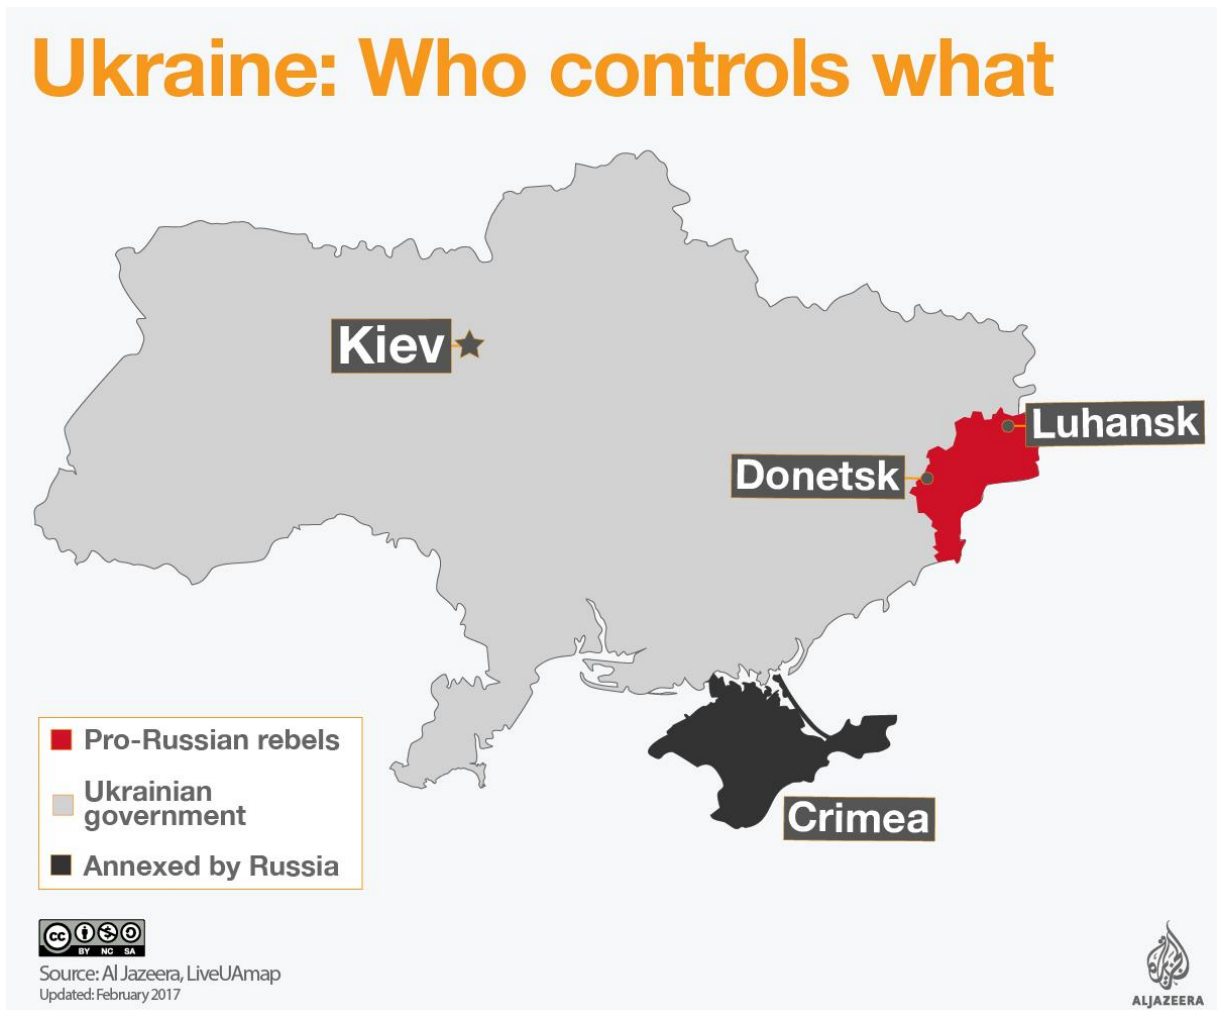 Ukraine: Who controls what
Kiev
Luhansk
Donetsk
Crimea
Pro-Russian rebels
Ukrainian
government
Annexed by Russia
cc
BY NC SA
Source: Al Jazeera, LiveUAmap
Updated: February 2017
ALJAZEERA